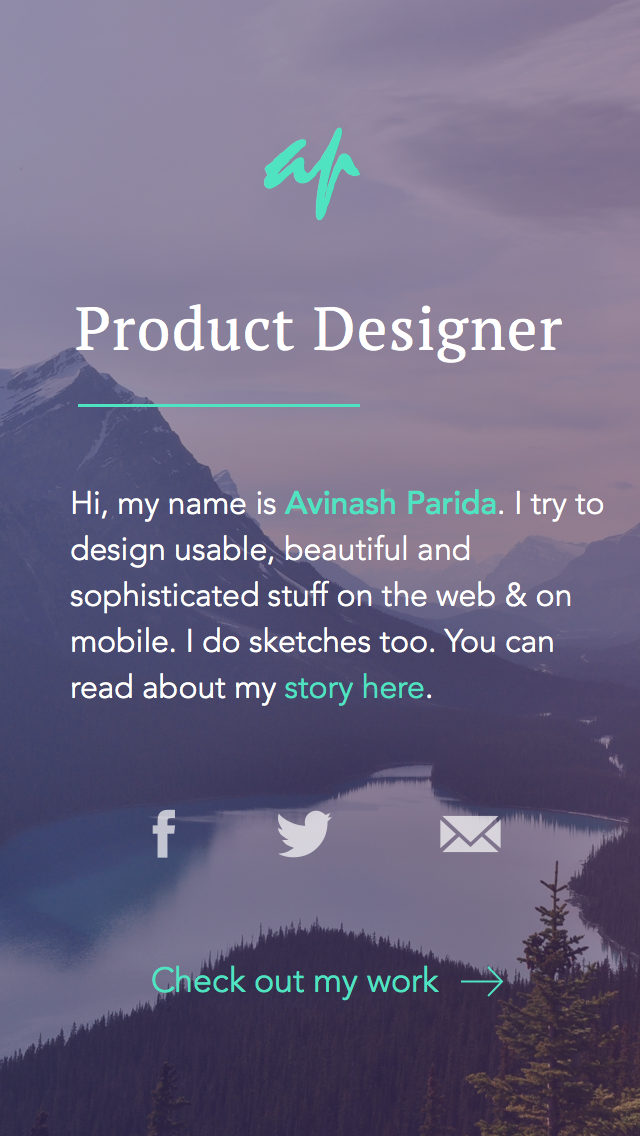 ap
Product Designer
Hi, my name is Avinash Parida. I try to
design usable, beautiful and
sophisticated stuff on the web & on
mobile. I do sketches too. You can
read about my story here.
Check out my work